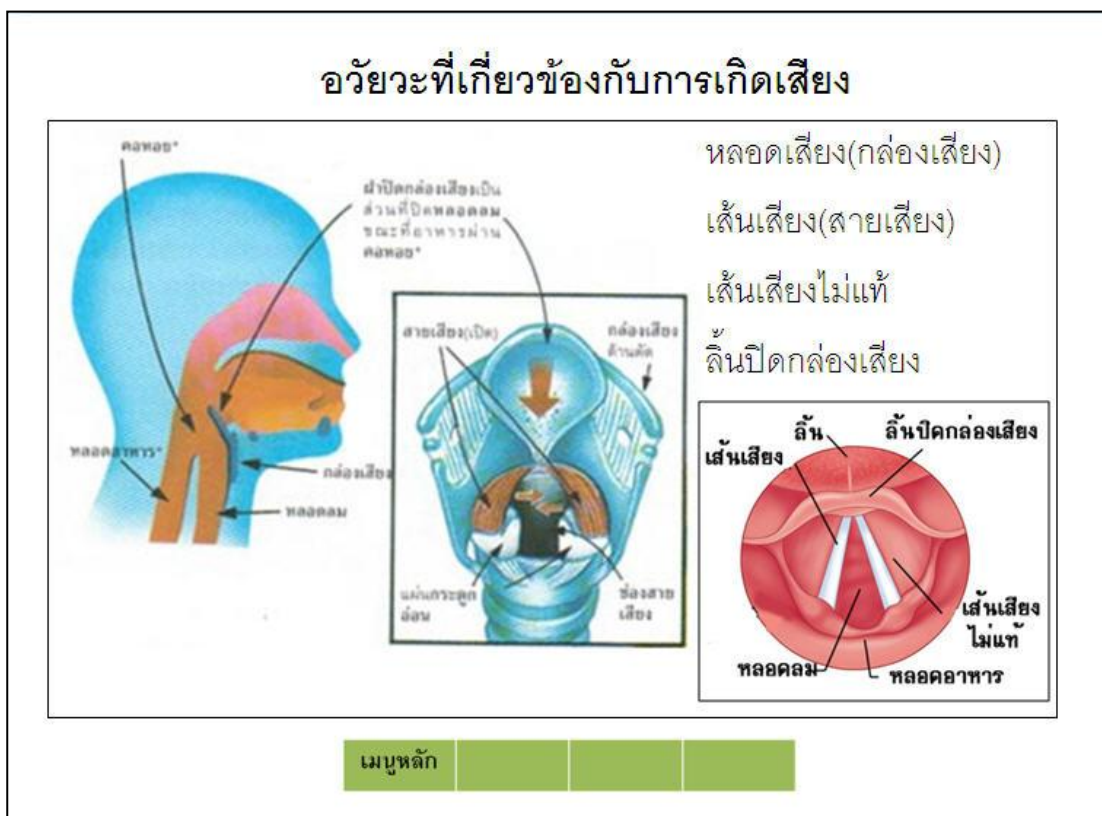 อวัยวะที่เกี่ยวข้องกับการเกิดเสียง
คอหอย*
ฝาปิดกล่องเสียงเป็น
ส่วนที่ปิดหลอดลม
ขณะที่อาหารผ่าน
คอหอย*
หลอดอาหาร*
กล่องเสียง
หลอดลม
สายเสียง(เปิด)
กล่องเสียง
ด้านตัด
แผ่นกระดูก
อ่อน
ช่องสาย
เสียง
หลอดเสียง(กล่องเสียง)
เส้นเสียง(สายเสียง)
เส้นเสียงไม่แท้
ลิ้นปิดกล่องเสียง
ลิ้น
ลิ้นปิดกล่องเสียง
เส้นเสียง
เส้นเสียง
ไม่แท้
หลอดลม
หลอดอาหาร
เมนูหลัก